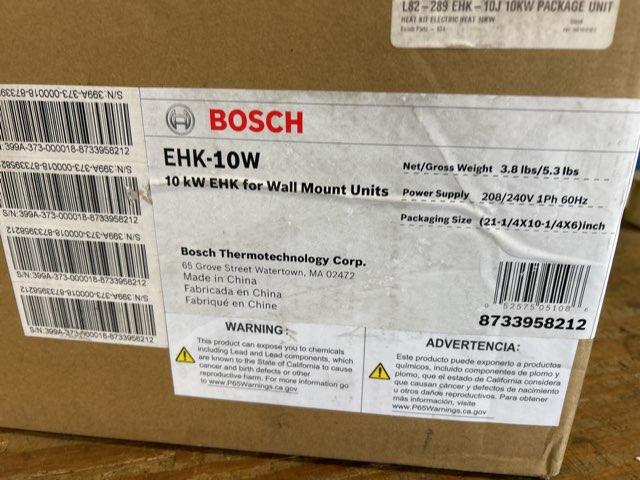 L82-289 EHK-10J 10KW PACKAGE UNIT
HEAT KIT ELECTRIC HEAT 10KW
BOSCH
EHK-10W
10 kW EHK for Wall Mount Units
Net/Gross Weight 3.8 lbs/5.3 lbs
Power Supply 208/240V 1Ph 60Hz
Packaging Size (21-1/4X10-1/4X6)inch
Bosch Thermotechnology Corp.
65 Grove Street Watertown, MA 02472
Made in China
Fabricada en China
Fabriqué en Chine
0 52575 05108 6
8733958212
WARNING:
This product can expose you to chemicals
including Lead and Lead components, which
are known to the State of California to cause
cancer and birth defects or other
reproductive harm. For more information go
to www.P65Warnings.ca.gov
ADVERTENCIA:
Este producto puede exponerlo a productos
químicos, incluido componentes de plomo y
plomo, que el estado de California considera
que causan cáncer y defectos de nacimiento
u otros daños reproductivos. Para obtener
más información, visite
www.P65Warnings.ca.gov
S/N:399A-373-000018-8733958212
S/N:399A-373-000018-8733958212
S/N:399A-373-000018-8733958212
S/N:399A-373-000018-8733958212
S/N:399A-373-000018-8733958212